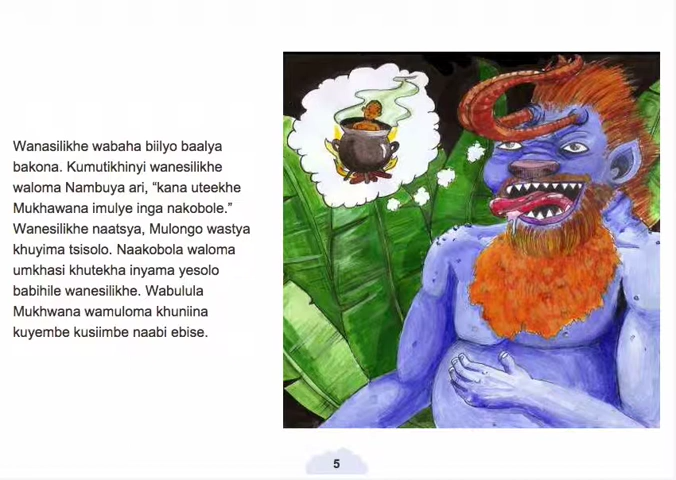 Wanasilikhe wabaha biilyo baalya
bakona. Kumutikhinyi wanesilikhe
waloma Nambuya ari, “kana uteekhe
Mukhawana imulye inga nakobole.”
Wanesilikhe naatsya, Mulongo wastya
khuyima tsisolo. Naakobola waloma
umkhasi khutekha inyama yesolo
babihile wanesilikhe. Wabulula
Mukhwana wamuloma khuniina
kuyembe kusiimbe naabi ebise.
5